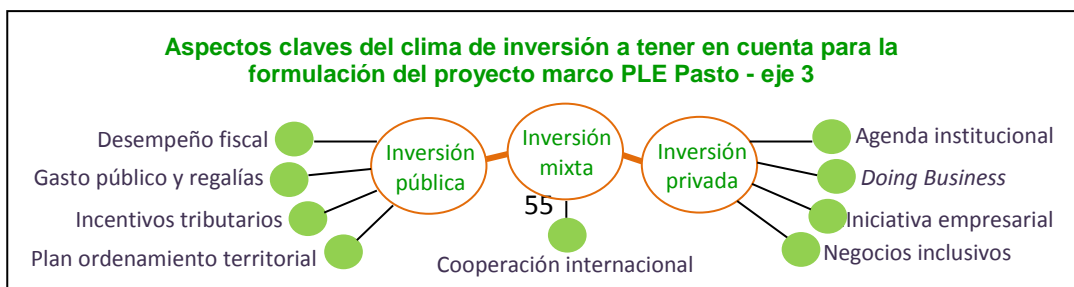 Aspectos claves del clima de inversión a tener en cuenta para la
formulación del proyecto marco PLE Pasto - eje 3
Desempeño fiscal
Gasto público y regalías
Incentivos tributarios
Plan ordenamiento territorial
Inversión
pública
Inversión
mixta
55
Cooperación internacional
Inversión
privada
Agenda institucional
Doing Business
Iniciativa empresarial
Negocios inclusivos